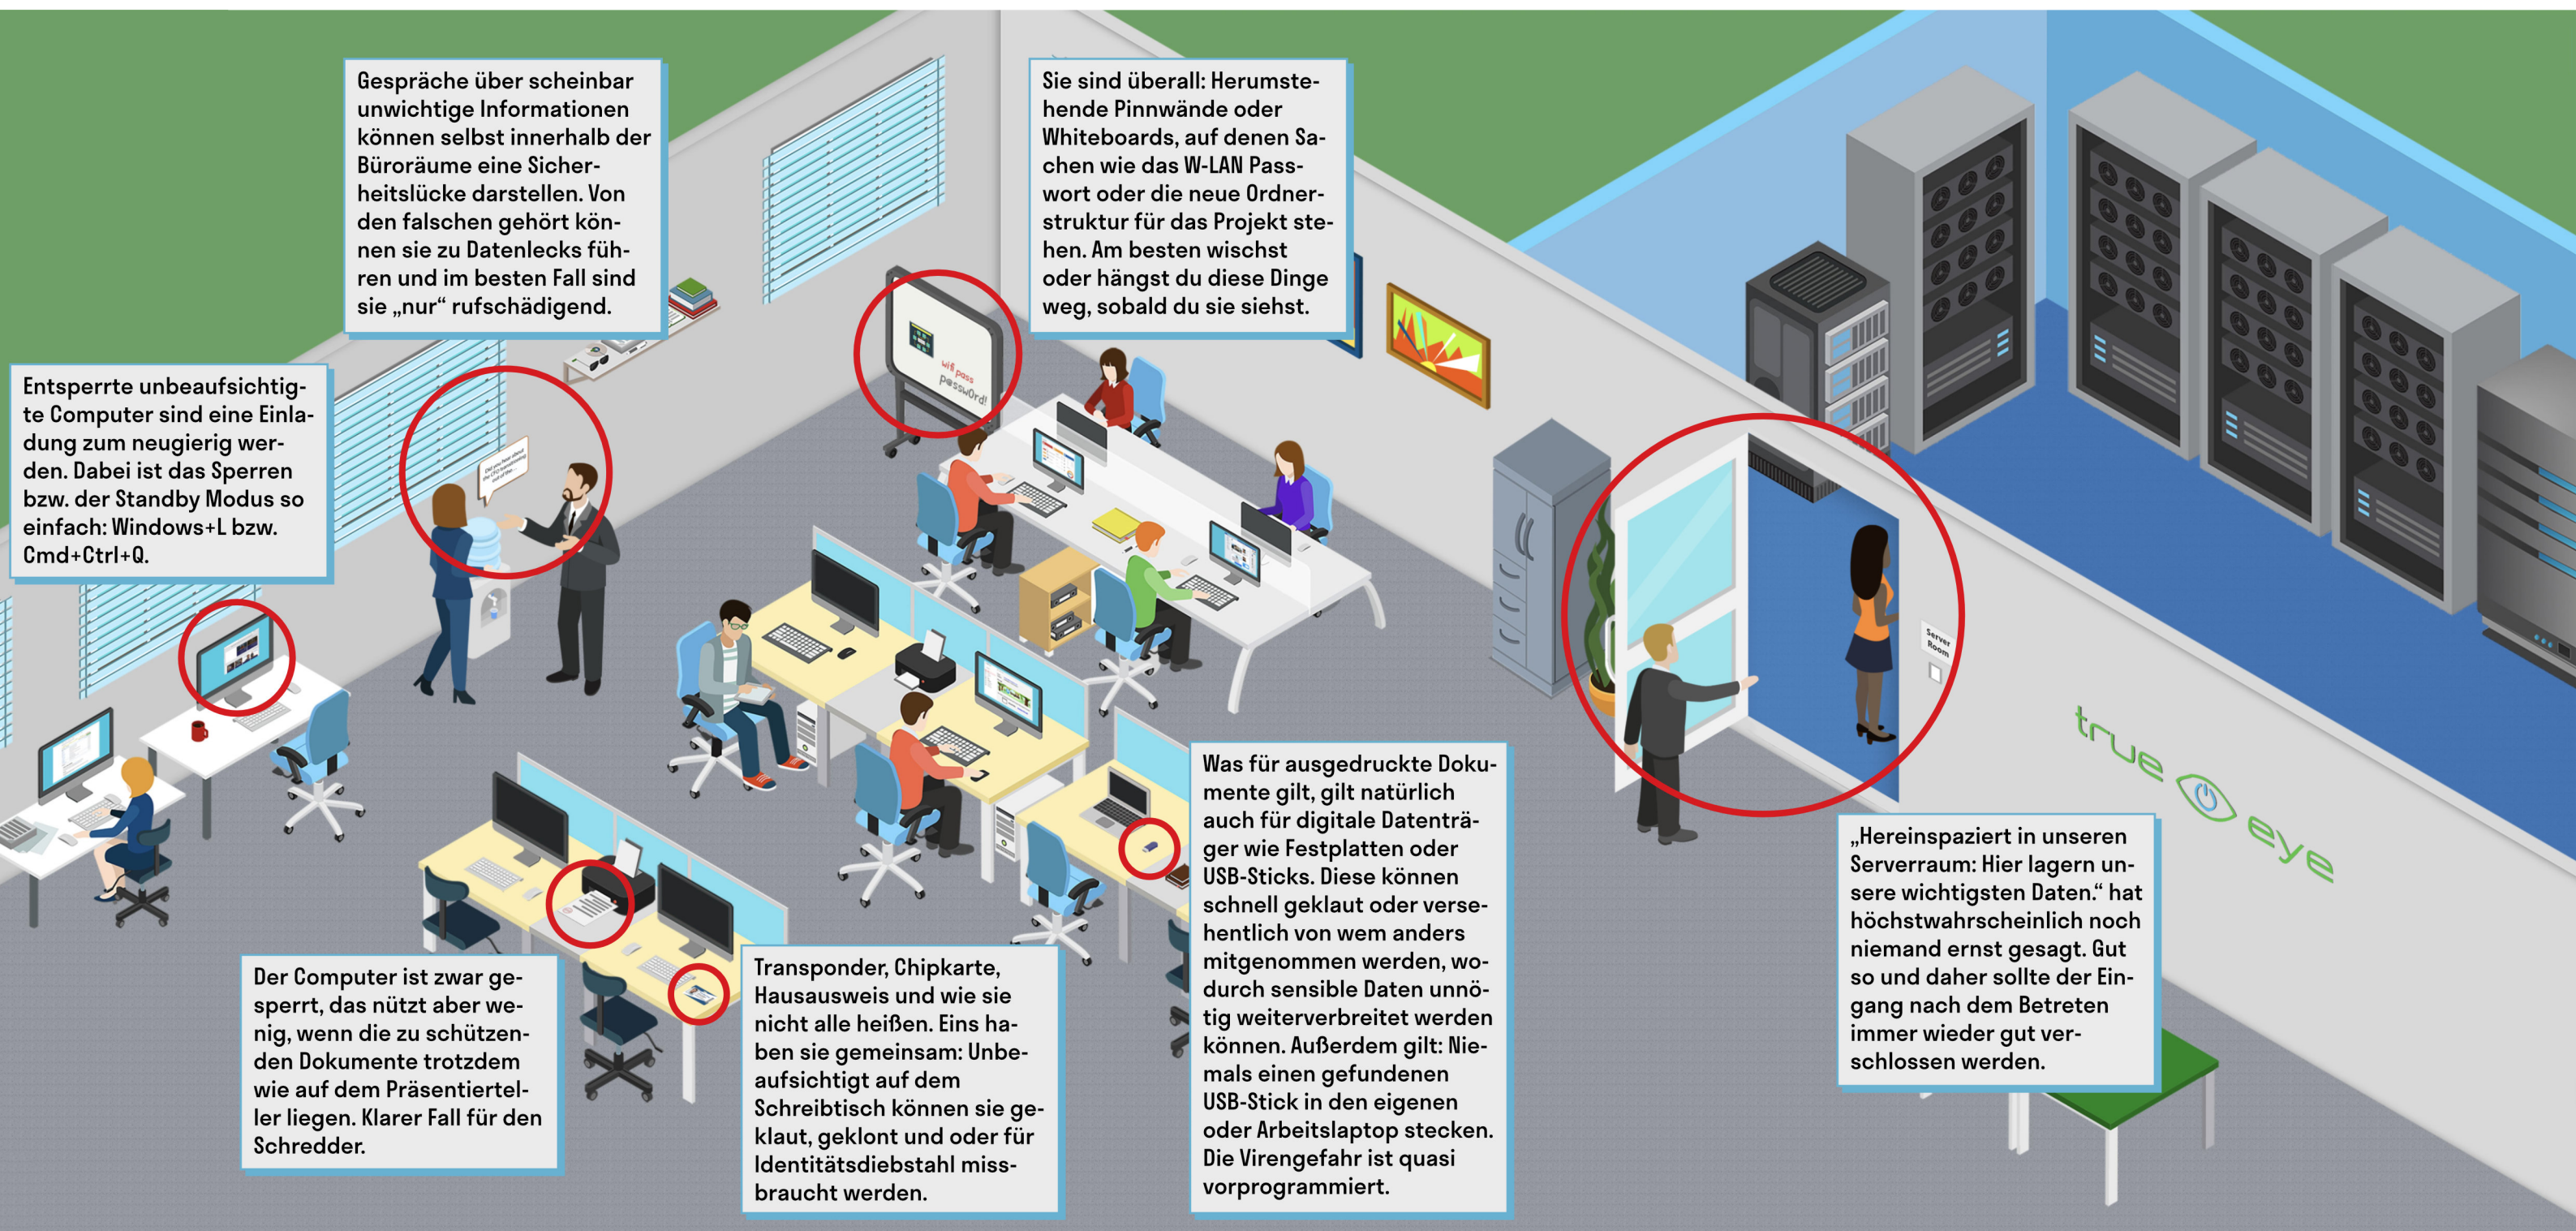 Gespräche über scheinbar
unwichtige Informationen
können selbst innerhalb der
Büroräume eine Sicher-
heitslücke darstellen. Von
den falschen gehört kön-
nen sie zu Datenlecks füh-
ren und im besten Fall sind
sie „nur“ rufschädigend.
Sie sind überall: Herumste-
hende Pinnwände oder
Whiteboards, auf denen Sa-
chen wie das W-LAN Pass-
wort oder die neue Ordner-
struktur für das Projekt ste-
hen. Am besten wischst
oder hängst du diese Dinge
weg, sobald du sie siehst.
Entsperrte unbeaufsichtig-
te Computer sind eine Einla-
dung zum neugierig wer-
den. Dabei ist das Sperren
bzw. der Standby Modus so
einfach: Windows+L bzw.
Cmd+Ctrl+Q.
wifi pass
p@ssw0rd!
Did you hear about
the CFO
Server
Room
true eye
Was für ausgedruckte Doku-
mente gilt, gilt natürlich
auch für digitale Datenträ-
ger wie Festplatten oder
USB-Sticks. Diese können
schnell geklaut oder verse-
hentlich von wem anders
mitgenommen werden, wo-
durch sensible Daten unnö-
tig weiterverbreitet werden
können. Außerdem gilt: Nie-
mals einen gefundenen
USB-Stick in den eigenen
oder Arbeitslaptop stecken.
Die Virengefahr ist quasi
vorprogrammiert.
„Hereinspaziert in unseren
Serverraum: Hier lagern un-
sere wichtigsten Daten.“ hat
höchstwahrscheinlich noch
niemand ernst gesagt. Gut
so und daher sollte der Ein-
gang nach dem Betreten
immer wieder gut ver-
schlossen werden.
Der Computer ist zwar ge-
sperrt, das nützt aber we-
nig, wenn die zu schützen-
den Dokumente trotzdem
wie auf dem Präsentiertel-
ler liegen. Klarer Fall für den
Schredder.
Transponder, Chipkarte,
Hausausweis und wie sie
nicht alle heißen. Eins ha-
ben sie gemeinsam: Unbe-
aufsichtigt auf dem
Schreibtisch können sie ge-
klaut, geklont und oder für
Identitätsdiebstahl miss-
braucht werden.